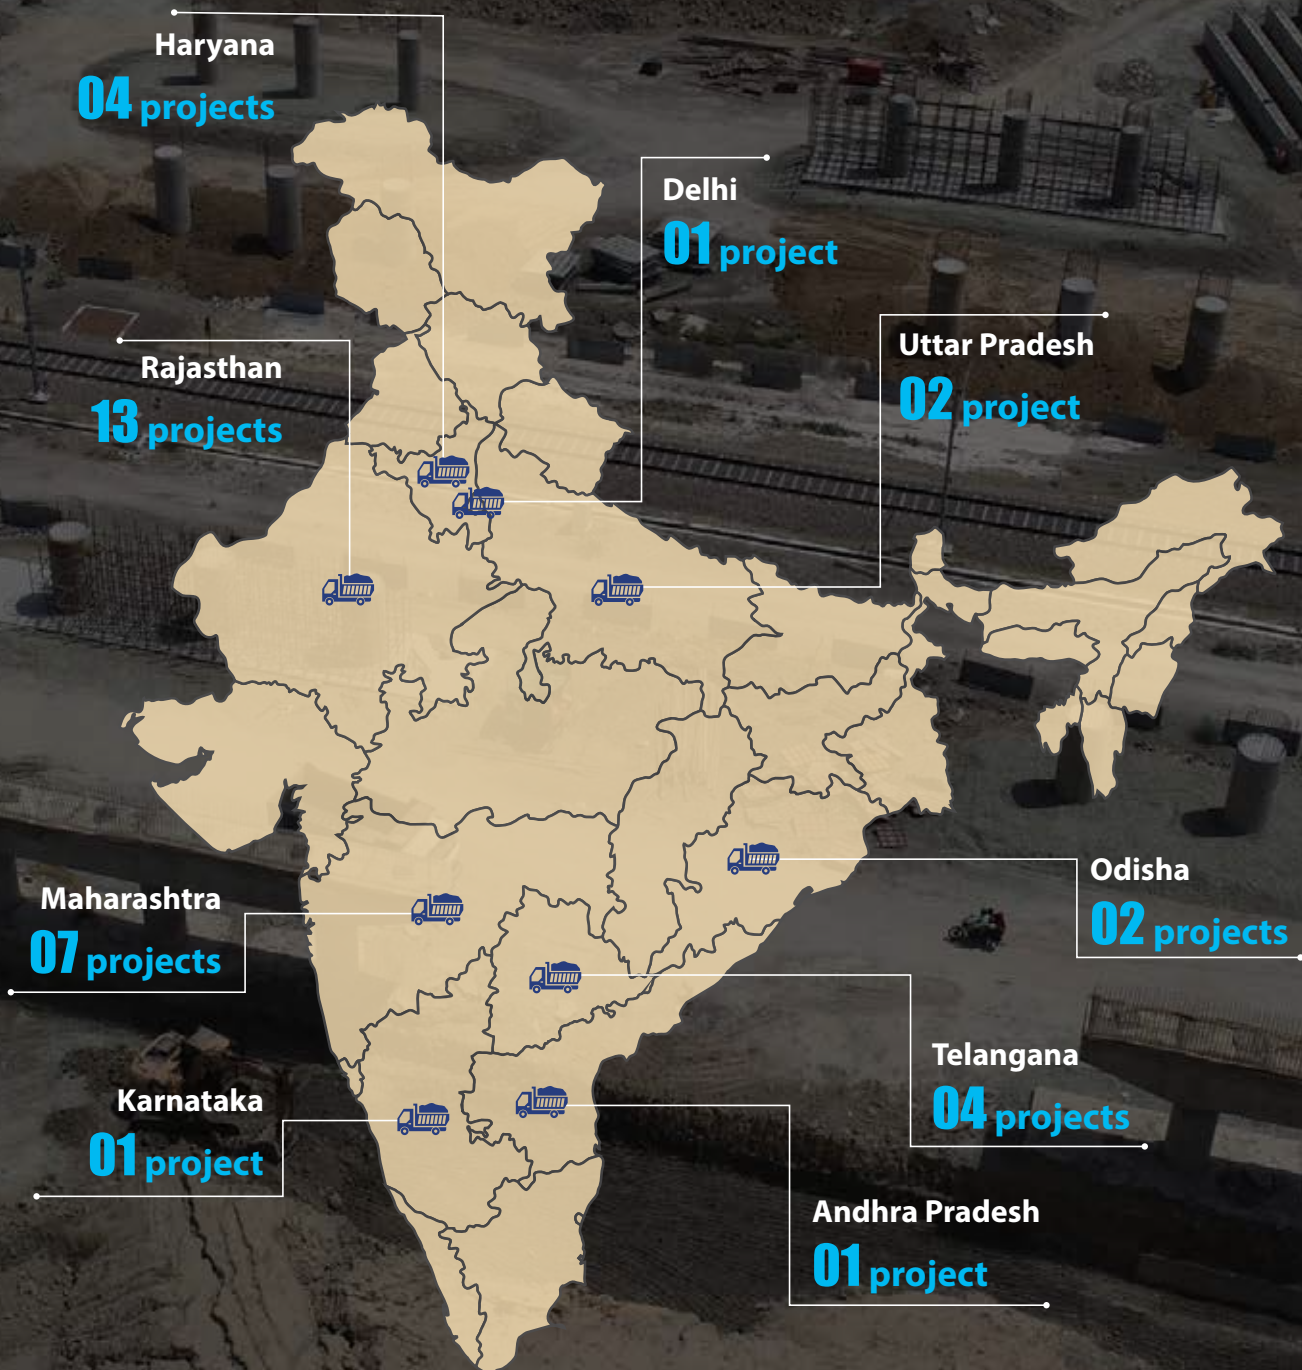 Haryana
04 projects
Delhi
01 project
Uttar Pradesh
02 project
Rajasthan
13 projects
Odisha
02 projects
Maharashtra
07 projects
Telangana
04 projects
Karnataka
01 project
Andhra Pradesh
01 project